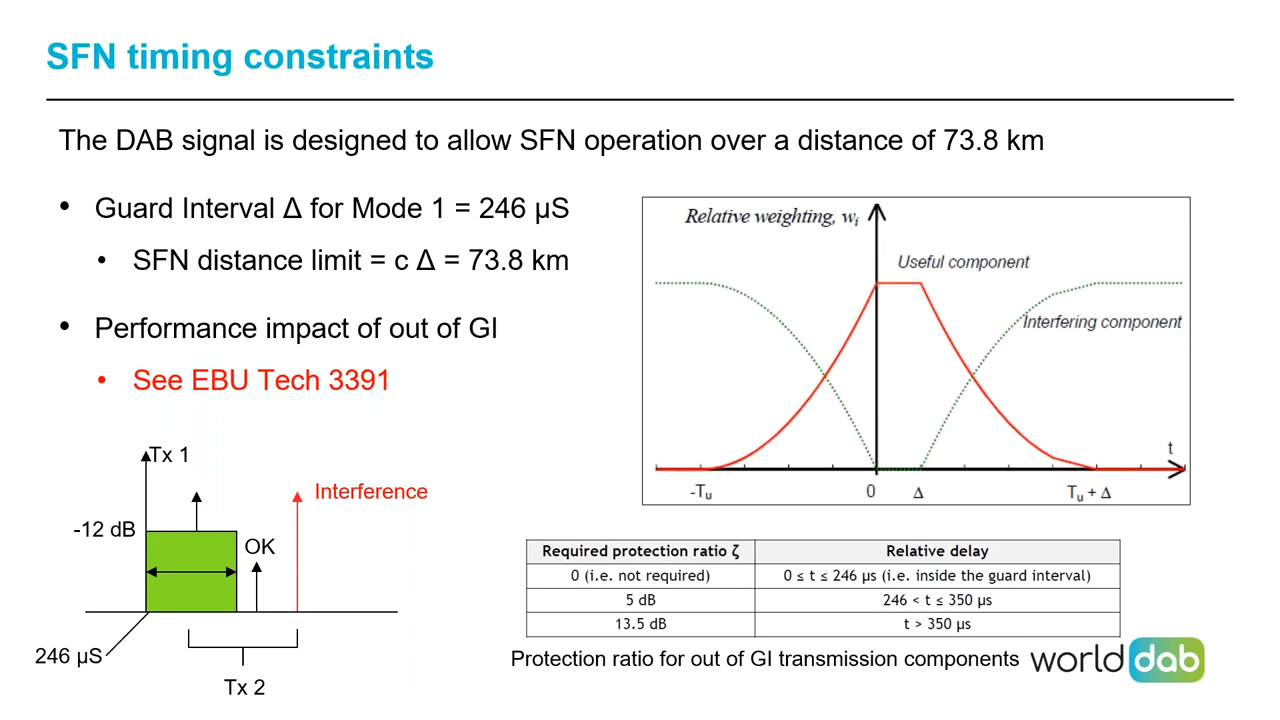 SFN timing constraints
The DAB signal is designed to allow SFN operation over a distance of 73.8 km
• Guard Interval Δ for Mode 1 = 246 µS
• SFN distance limit = c Δ = 73.8 km
• Performance impact of out of GI
• See EBU Tech 3391
Relative weighting, wi
Useful component
Interfering component
t
-Tu
0
Δ
Tu + Δ
Tx 1
Interference
-12 dB
OK
246 µS
Tx 2
Required protection ratio ζ Relative delay
0 (i.e. not required) 0 ≤ t ≤ 246 µs (i.e. inside the guard interval)
5 dB 246 < t ≤ 350 µs
13.5 dB t > 350 µs
Protection ratio for out of GI transmission components
world dab